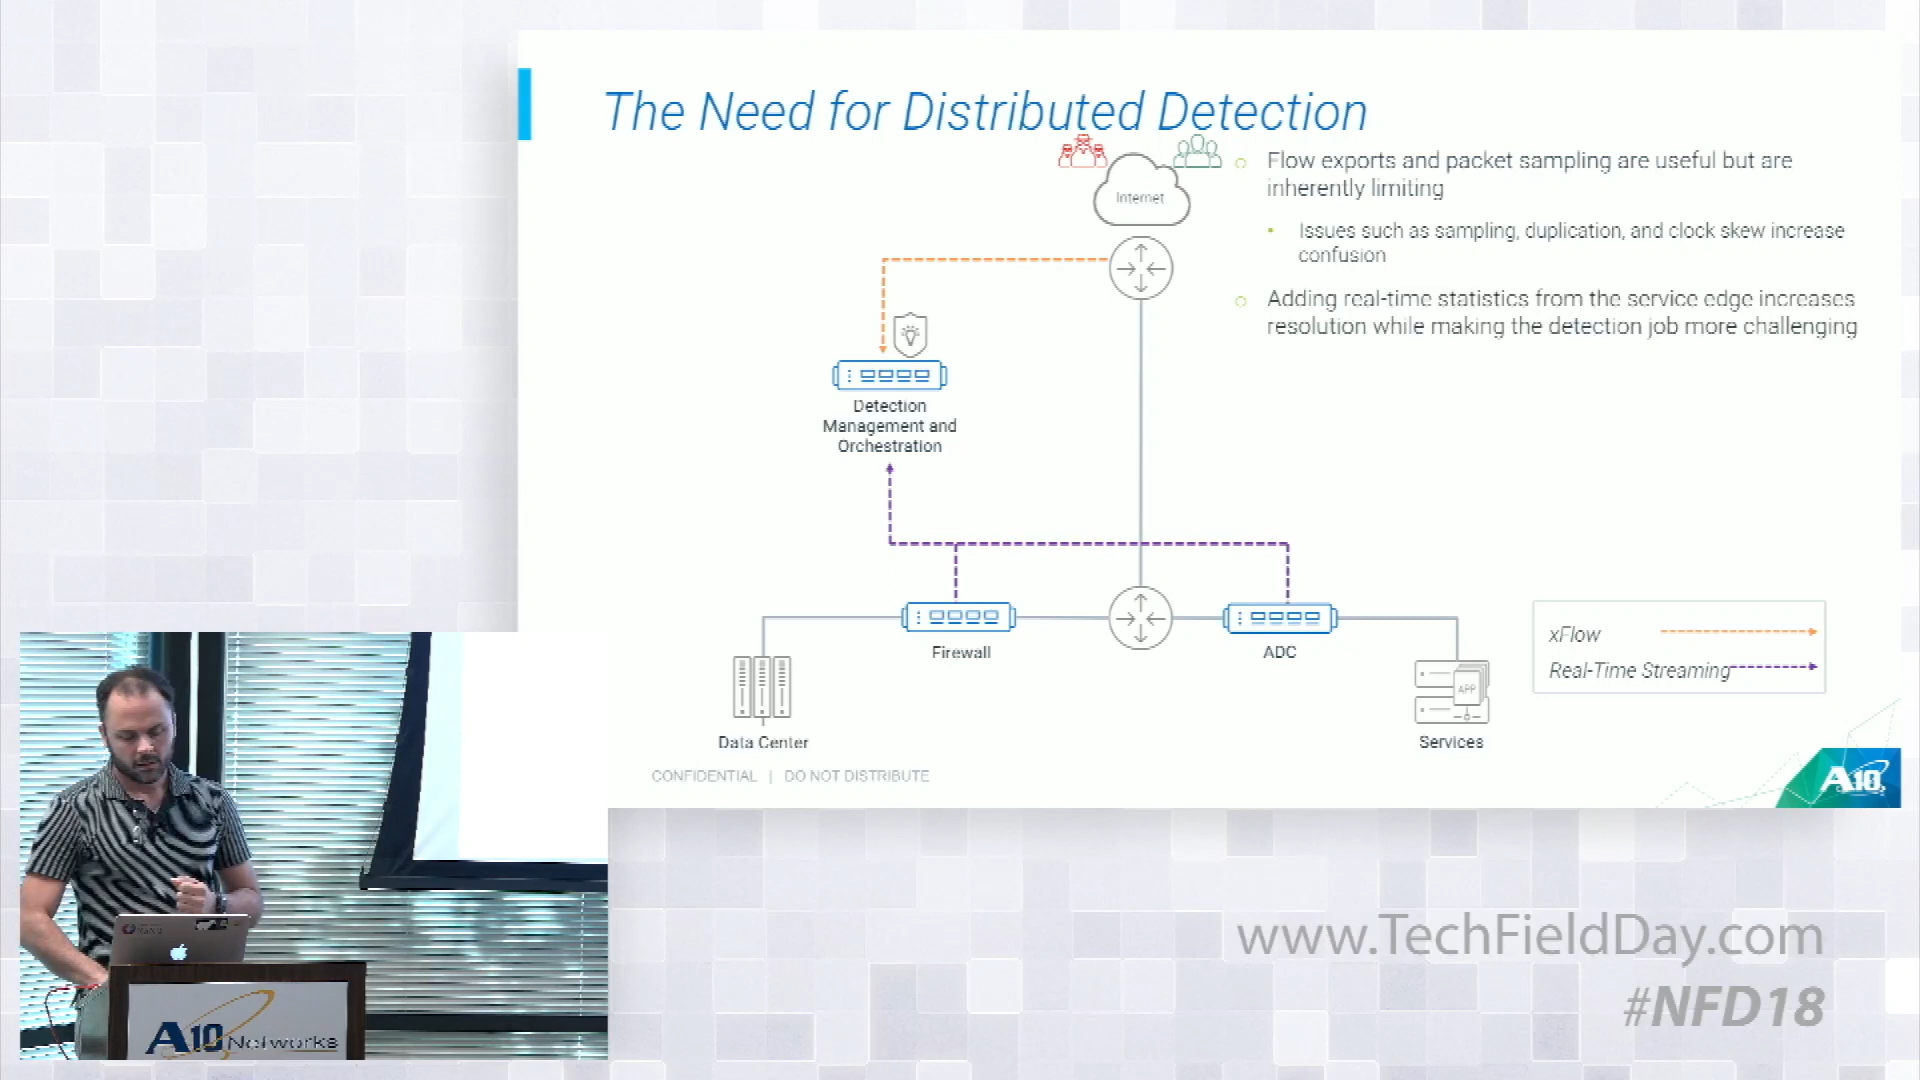 The Need for Distributed Detection
Internet
Flow exports and packet sampling are useful but are
inherently limiting
Issues such as sampling, duplication, and clock skew increase
confusion
Adding real-time statistics from the service edge increases
resolution while making the detection job more challenging
Detection
Management and
Orchestration
Firewall
ADC
xFlow
Real-Time Streaming
APP
Data Center
Services
CONFIDENTIAL | DO NOT DISTRIBUTE
A10
www.TechFieldDay.com
#NFD18
A10 Networks